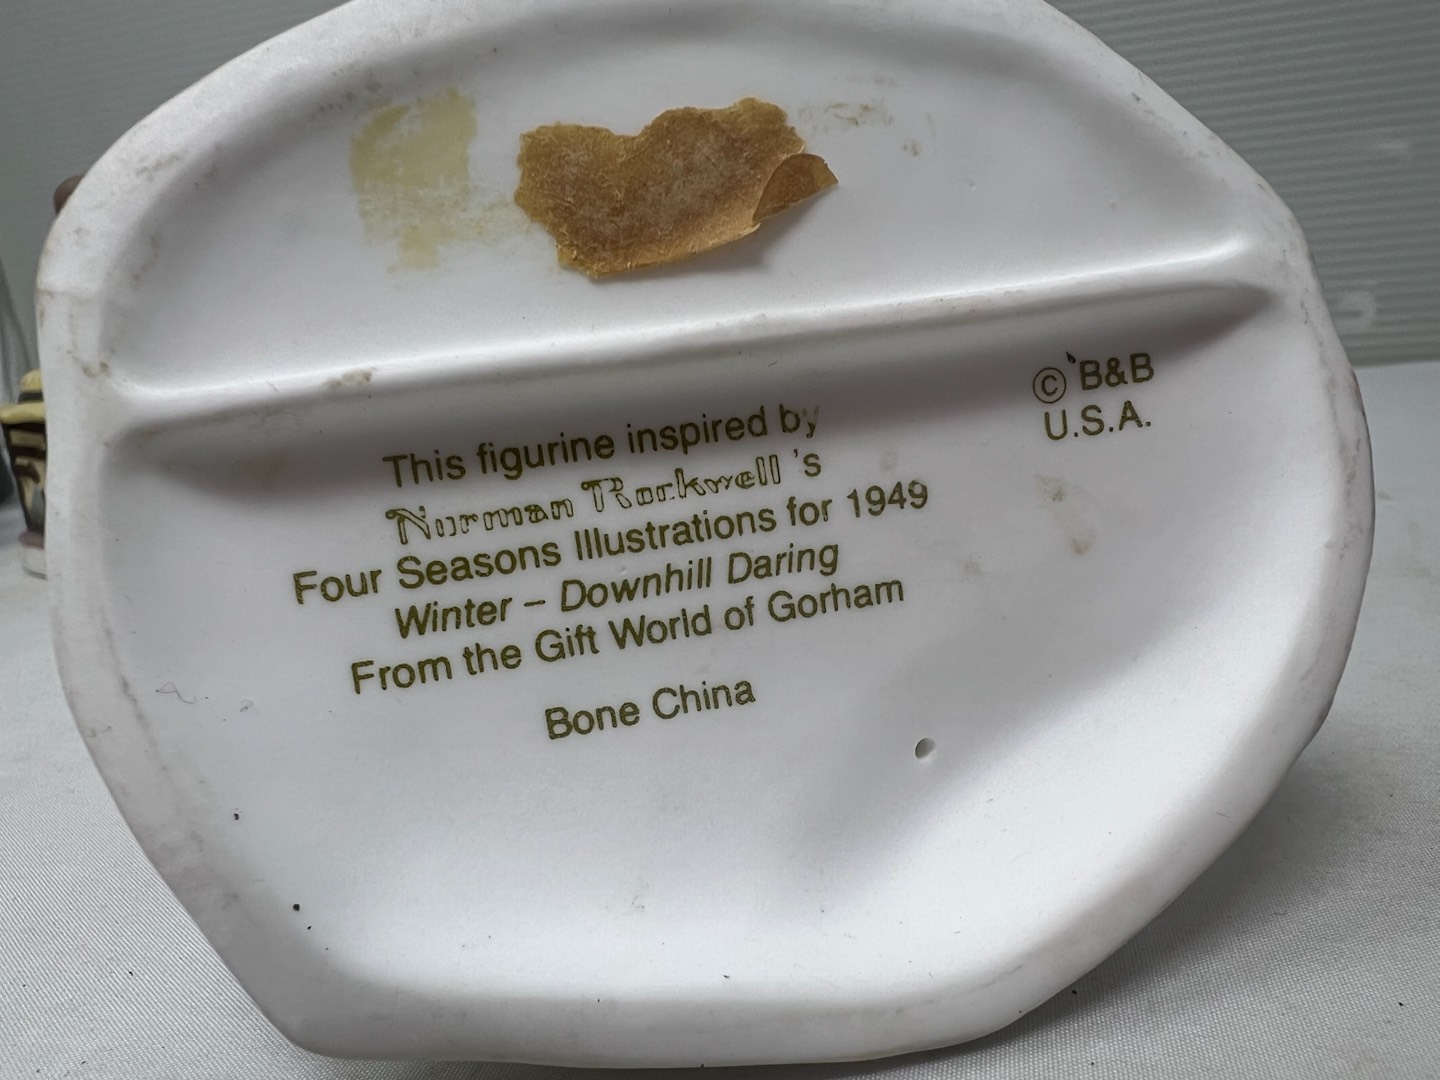 This figurine inspired by
Norman Rockwell 's
Four Seasons Illustrations for 1949
Winter – Downhill Daring
From the Gift World of Gorham
Bone China
© B&B
U.S.A.